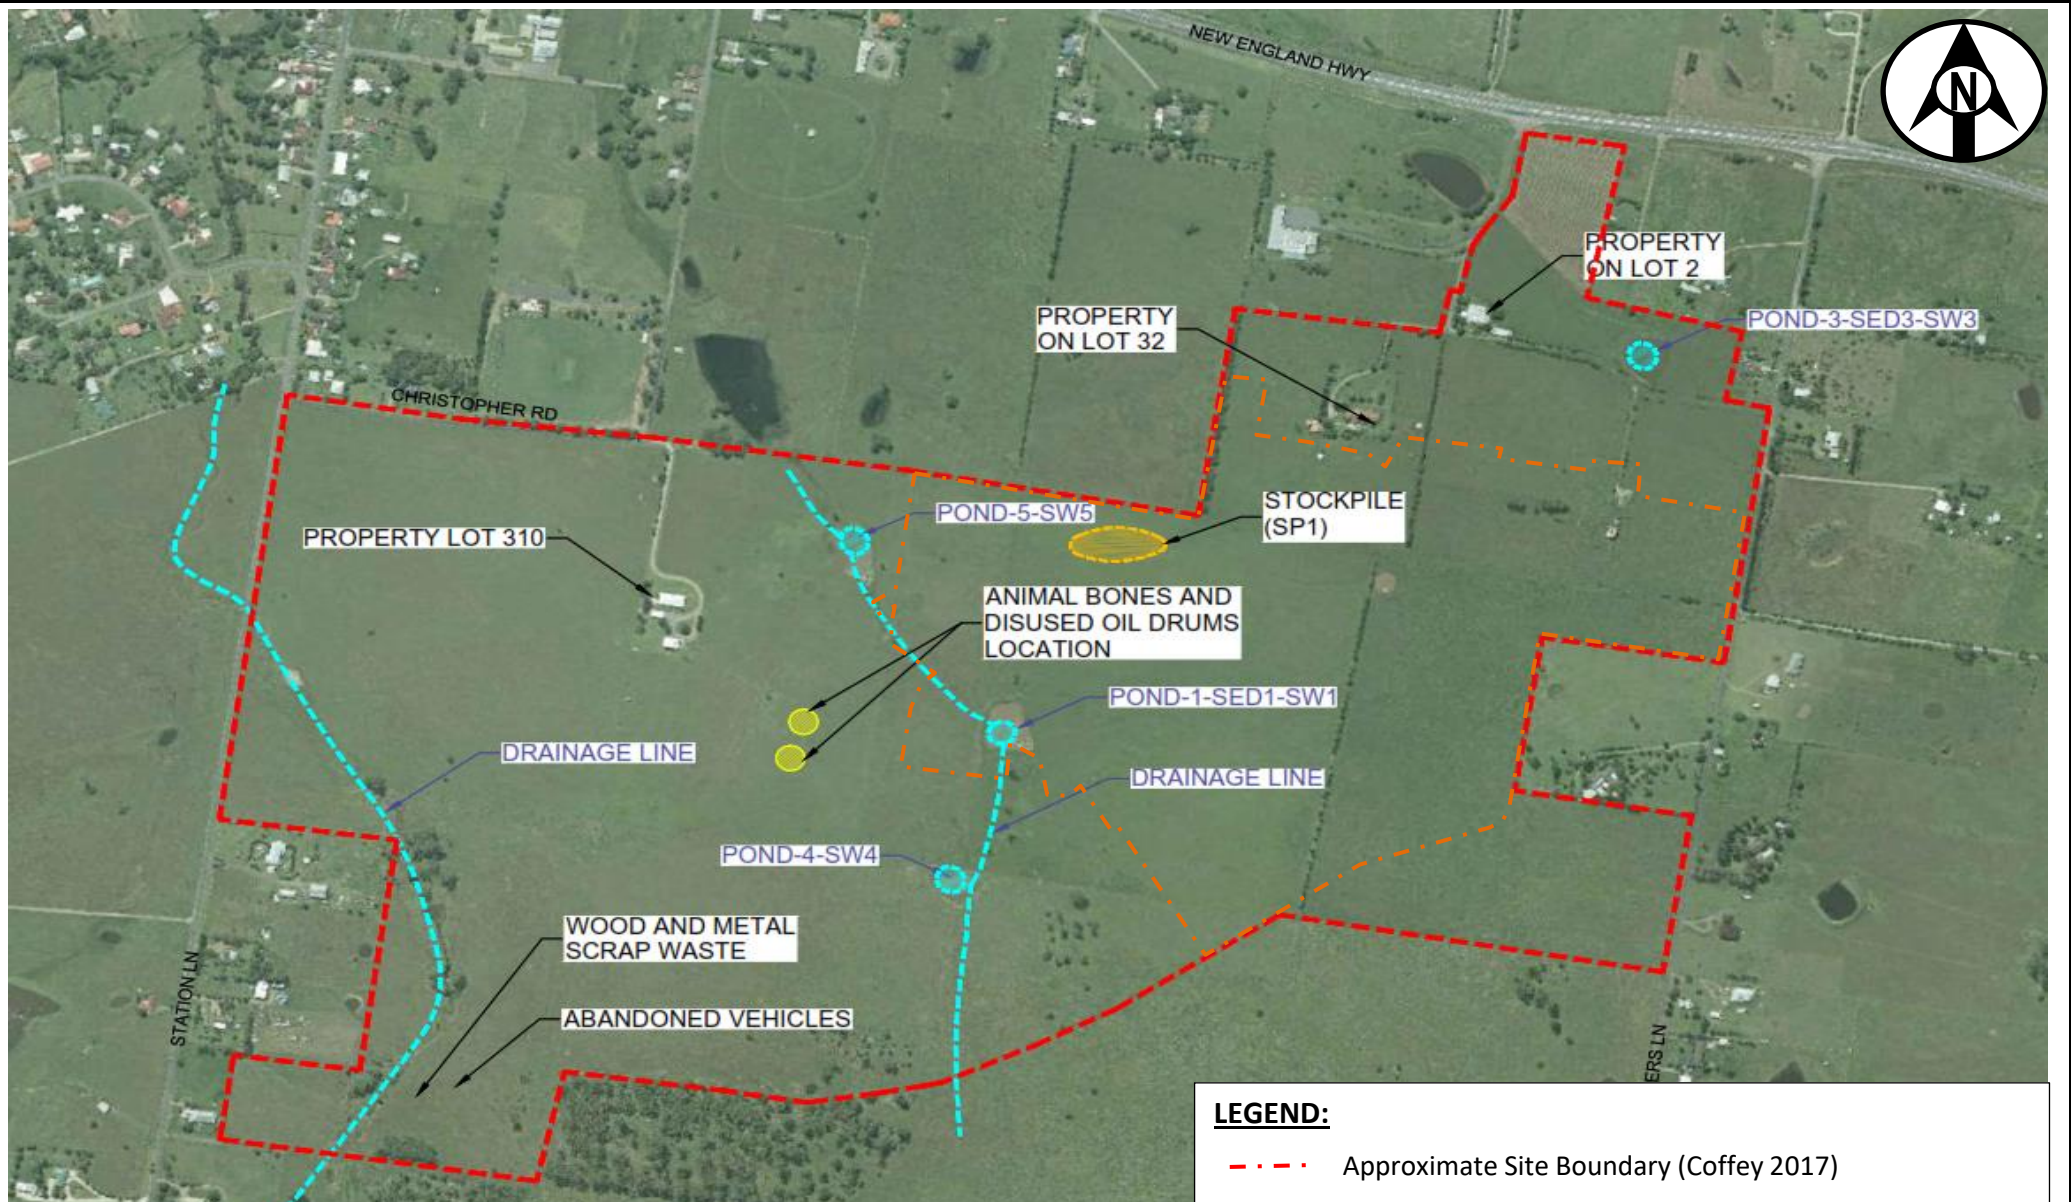 NEW ENGLAND HWY
N
PROPERTY
ON LOT 2
PROPERTY
ON LOT 32
POND-3-SED3-SW3
CHRISTOPHER RD
STOCKPILE
(SP1)
POND-5-SW5
PROPERTY LOT 310
ANIMAL BONES AND
DISUSED OIL DRUMS
LOCATION
POND-1-SED1-SW1
DRAINAGE LINE
DRAINAGE LINE
POND-4-SW4
WOOD AND METAL
SCRAP WASTE
STATION LN
ABANDONED VEHICLES
ERS LN
LEGEND:
Approximate Site Boundary (Coffey 2017)